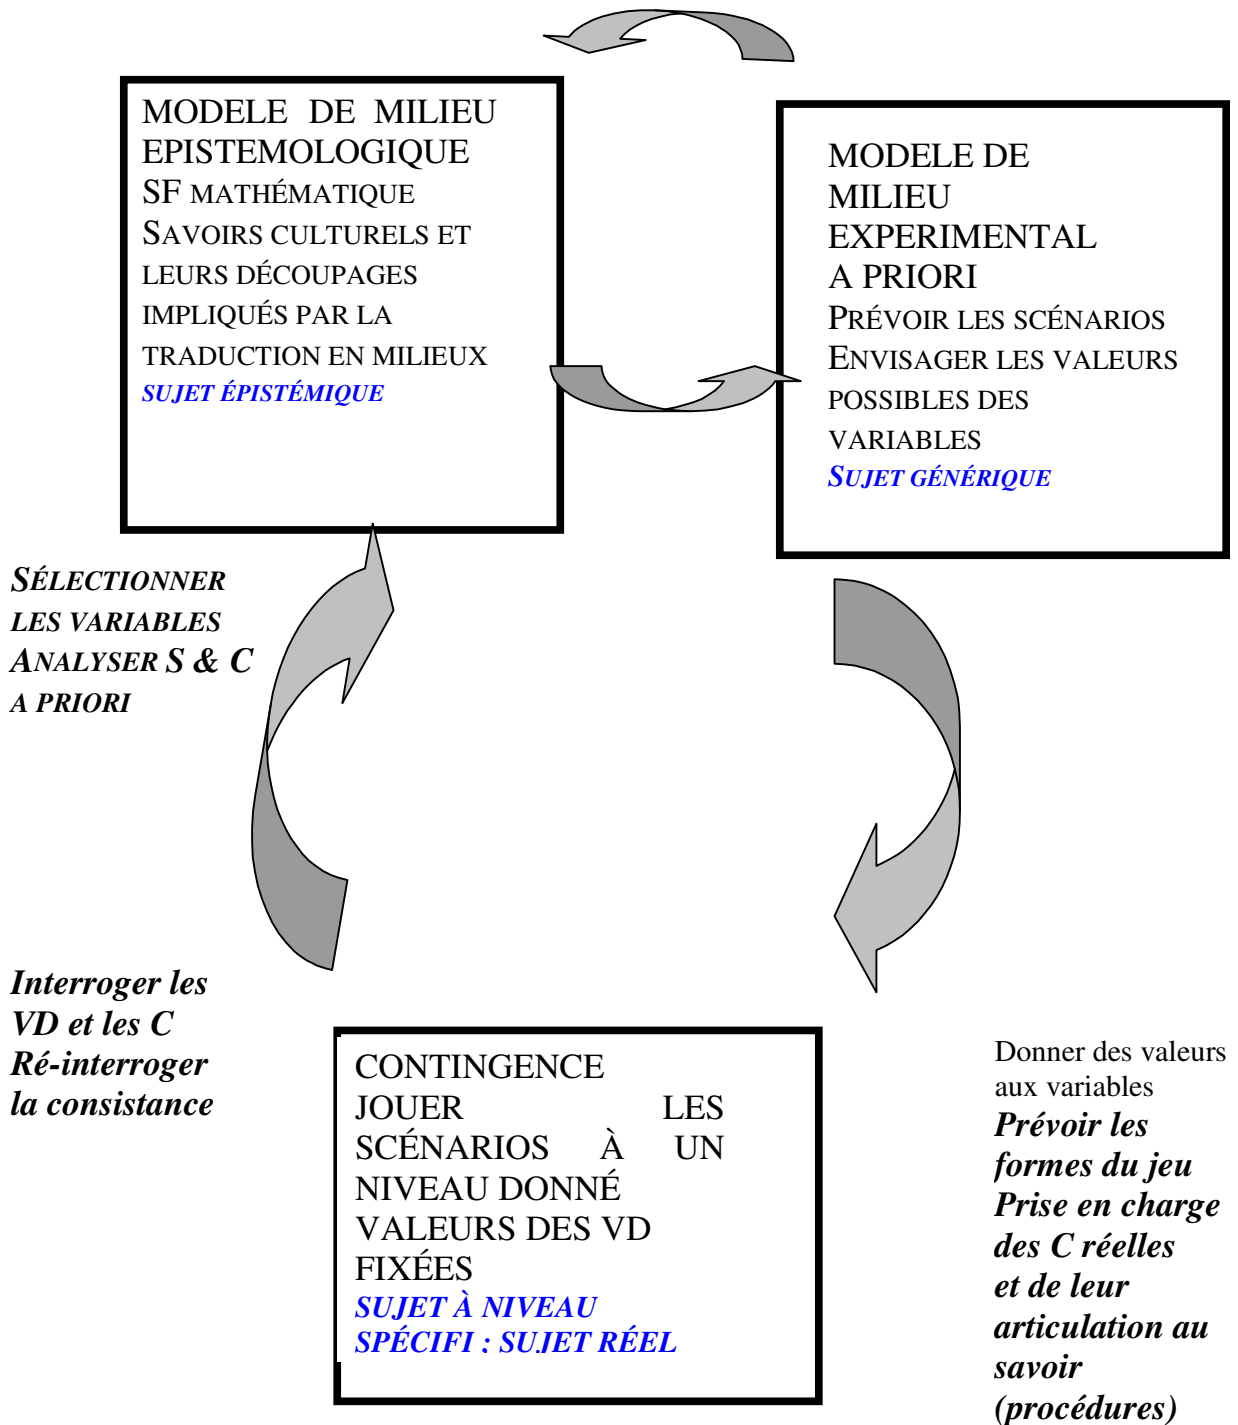 MODELE DE MILIEU
EPISTEMOLOGIQUE
SF MATHÉMATIQUE
SAVOIRS CULTURELS ET
LEURS DÉCOUPAGES
IMPLIQUÉS PAR LA
TRADUCTION EN MILIEUX
SUJET ÉPISTÉMIQUE
MODELE DE
MILIEU
EXPERIMENTAL
A PRIORI
PRÉVOIR LES SCÉNARIOS
ENVISAGER LES VALEURS
POSSIBLES DES
VARIABLES
SUJET GÉNÉRIQUE
SÉLECTIONNER
LES VARIABLES
ANALYSER S & C
A PRIORI
Interroger les
VD et les C
Ré-interroger
la consistance
CONTINGENCE
JOUER LES
SCÉNARIOS À UN
NIVEAU DONNÉ
VALEURS DES VD
FIXÉES
SUJET À NIVEAU
SPÉCIFI : SUJET RÉEL
Donner des valeurs
aux variables
Prévoir les
formes du jeu
Prise en charge
des C réelles
et de leur
articulation au
savoir
(procédures)